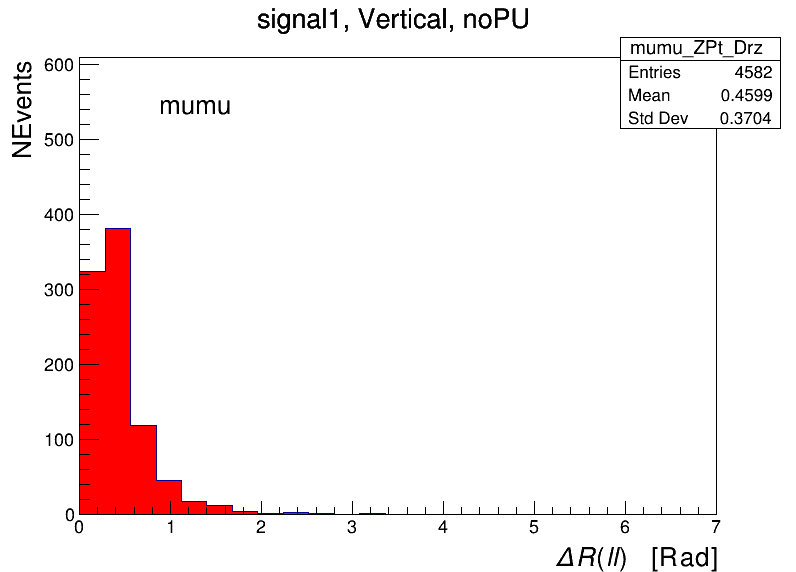 signal1, Vertical, noPU
mumu_ZPt_Drz
Entries 4582
Mean 0.4599
Std Dev 0.3704
NEvents
mumu
600
500
400
300
200
100
0
0 1 2 3 4 5 6 7
ΔR(ll) [Rad]